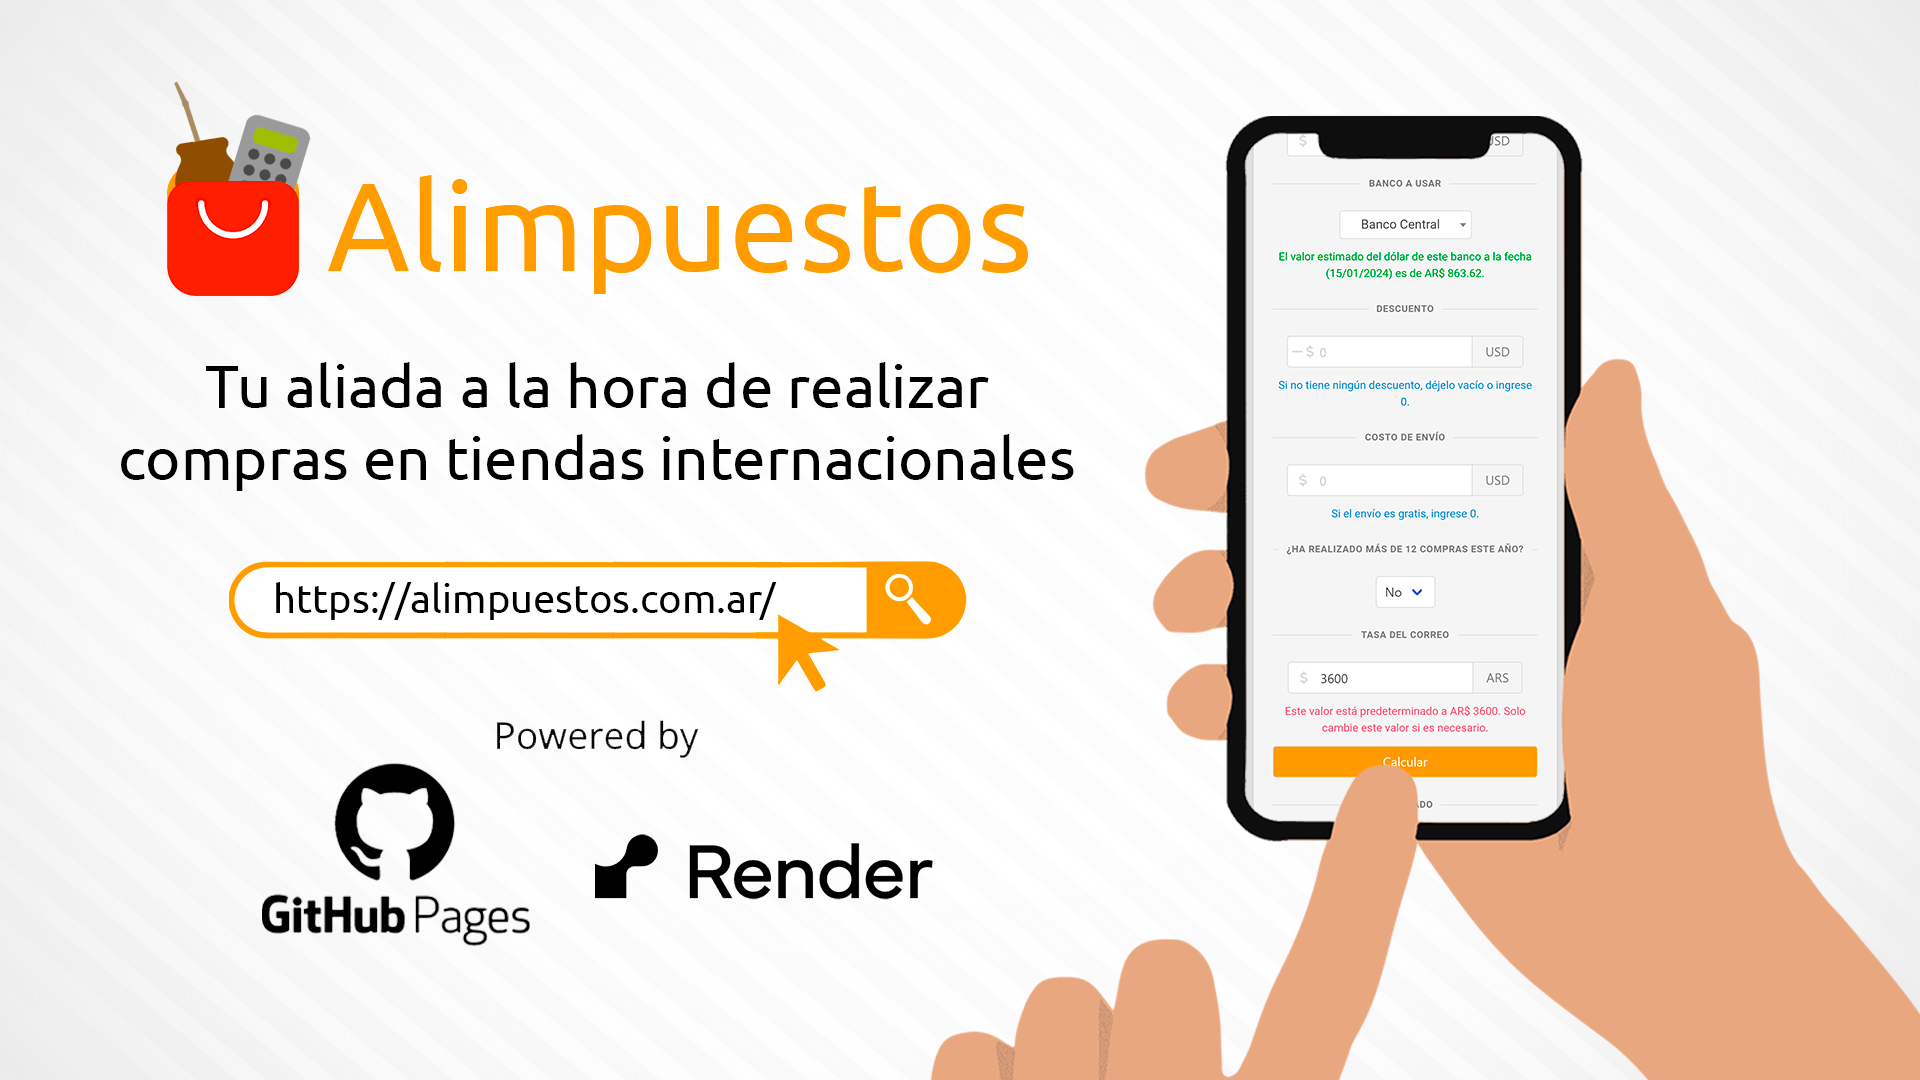 Alimpuestos
Tu aliada a la hora de realizar
compras en tiendas internacionales
https://alimpuestos.com.ar/
Powered by
GitHub Pages
Render
$ USD
BANCO A USAR
Banco Central
El valor estimado del dólar de este banco a la fecha
(15/01/2024) es de AR$ 863.62.
DESCUENTO
−$ 0 USD
Si no tiene ningún descuento, déjelo vacío o ingrese
0.
COSTO DE ENVÍO
$ 0 USD
Si el envío es gratis, ingrese 0.
¿HA REALIZADO MÁS DE 12 COMPRAS ESTE AÑO?
No
TASA DEL CORREO
$ 3600 ARS
Este valor está predeterminado a AR$ 3600. Solo
cambie este valor si es necesario.
Calcular